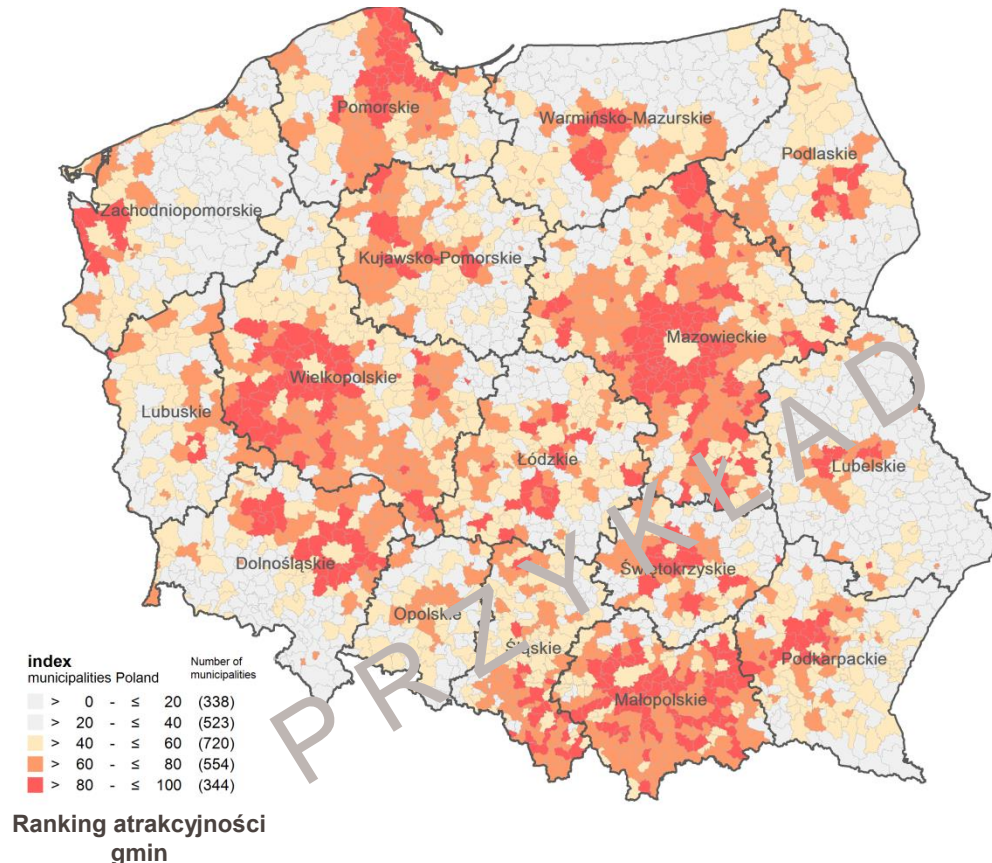 Pomorskie
Warmińsko-Mazurskie
Podlaskie
Zachodniopomorskie
Kujawsko-Pomorskie
Mazowieckie
Wielkopolskie
Lubuskie
Łódzkie
Lubelskie
Dolnośląskie
Świętokrzyskie
Opolskie
Śląskie
Podkarpackie
Małopolskie
PRZYKŁAD
index Number of
municipalities Poland municipalities
> 0 - ≤ 20 (338)
> 20 - ≤ 40 (523)
> 40 - ≤ 60 (720)
> 60 - ≤ 80 (554)
> 80 - ≤ 100 (344)
Ranking atrakcyjności
gmin